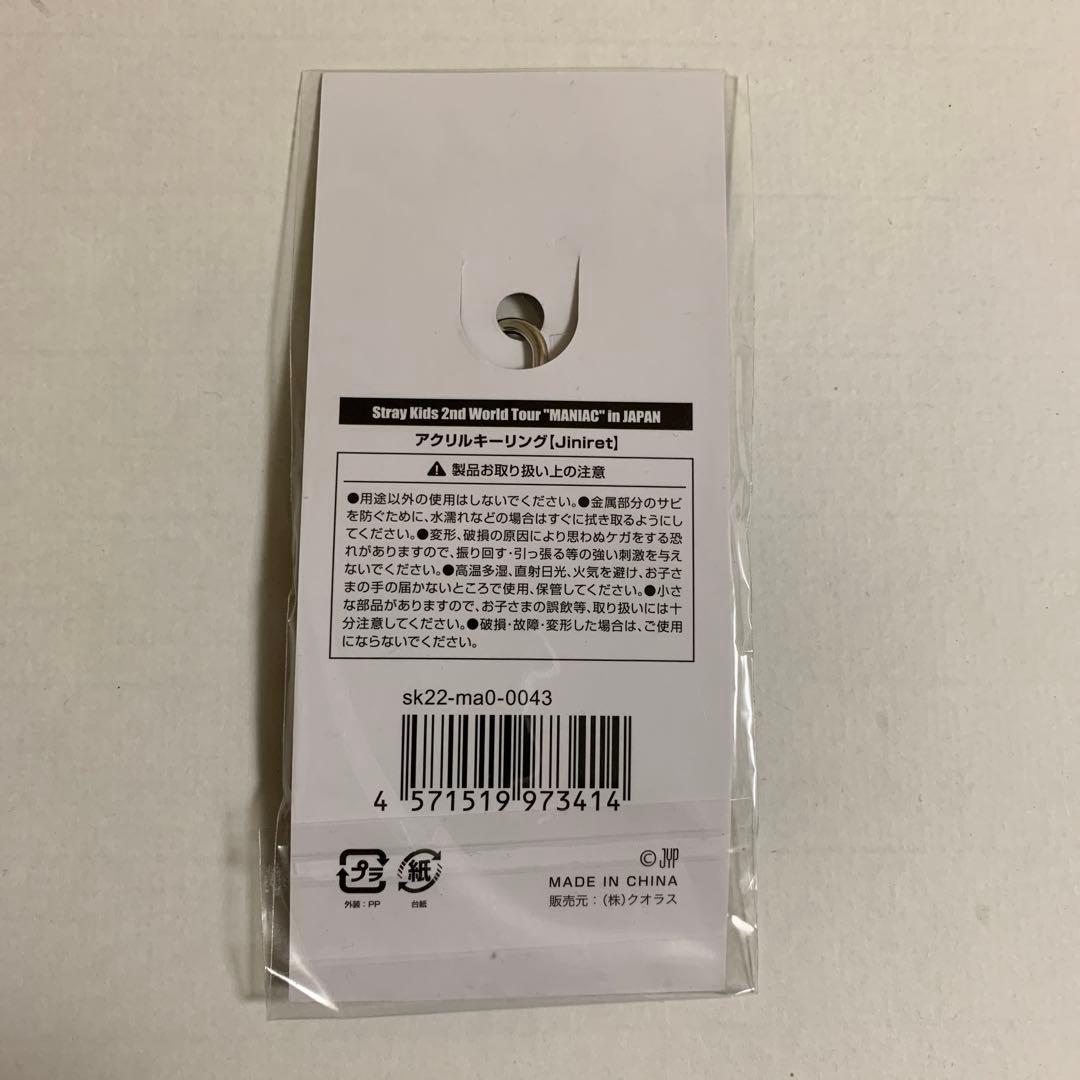 Stray Kids 2nd World Tour "MANIAC" in JAPAN
アクリルキーリング【Jiniret】
製品お取り扱い上の注意
●用途以外の使用はしないでください。●金属部分のサビ
を防ぐために、水濡れなどの場合はすぐに拭き取るようにし
てください。●変形、破損の原因により思わぬケガをする恐
れがありますので、振り回す・引っ張る等の強い刺激を与え
ないでください。●高温多湿、直射日光、火気を避け、お子さ
まの手の届かないところで使用、保管してください。●小さ
な部品がありますので、お子さまの誤飲等、取り扱いには十
分注意してください。●破損・故障・変形した場合は、ご使用
にならないでください。
sk22-ma0-0043
4 571519 973414
プラ
外装：PP
紙
台紙
© JYP
MADE IN CHINA
販売元：(株)クオラス